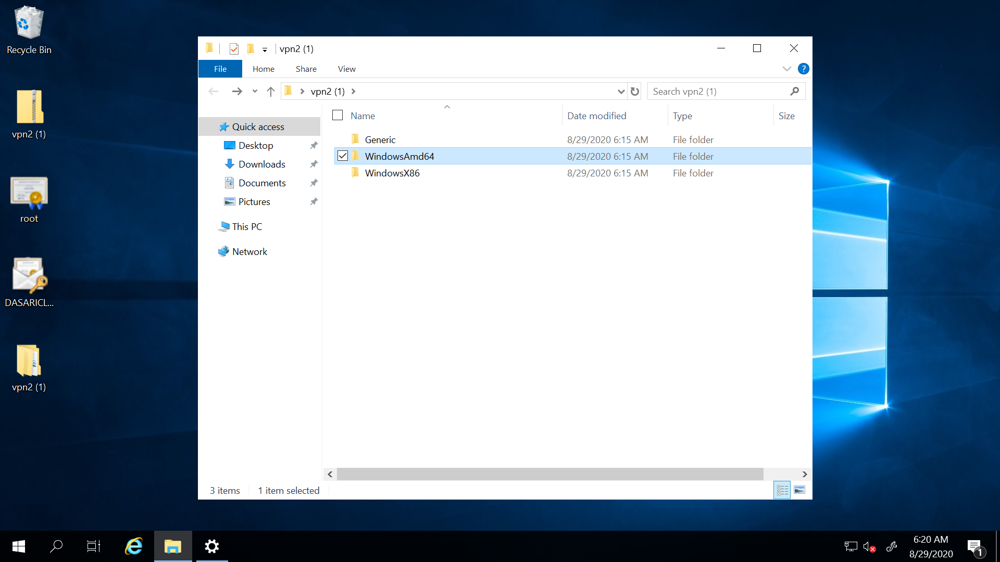 Recycle Bin
vpn2 (1)
root
DASARICL...
vpn2 (1)
vpn2 (1)
File Home Share View
?
vpn2 (1)
Search vpn2 (1)
Quick access
Desktop
Downloads
Documents
Pictures
This PC
Network
Name Date modified Type Size
Generic 8/29/2020 6:15 AM File folder
WindowsAmd64 8/29/2020 6:15 AM File folder
WindowsX86 8/29/2020 6:15 AM File folder
3 items 1 item selected
6:20 AM
8/29/2020
1